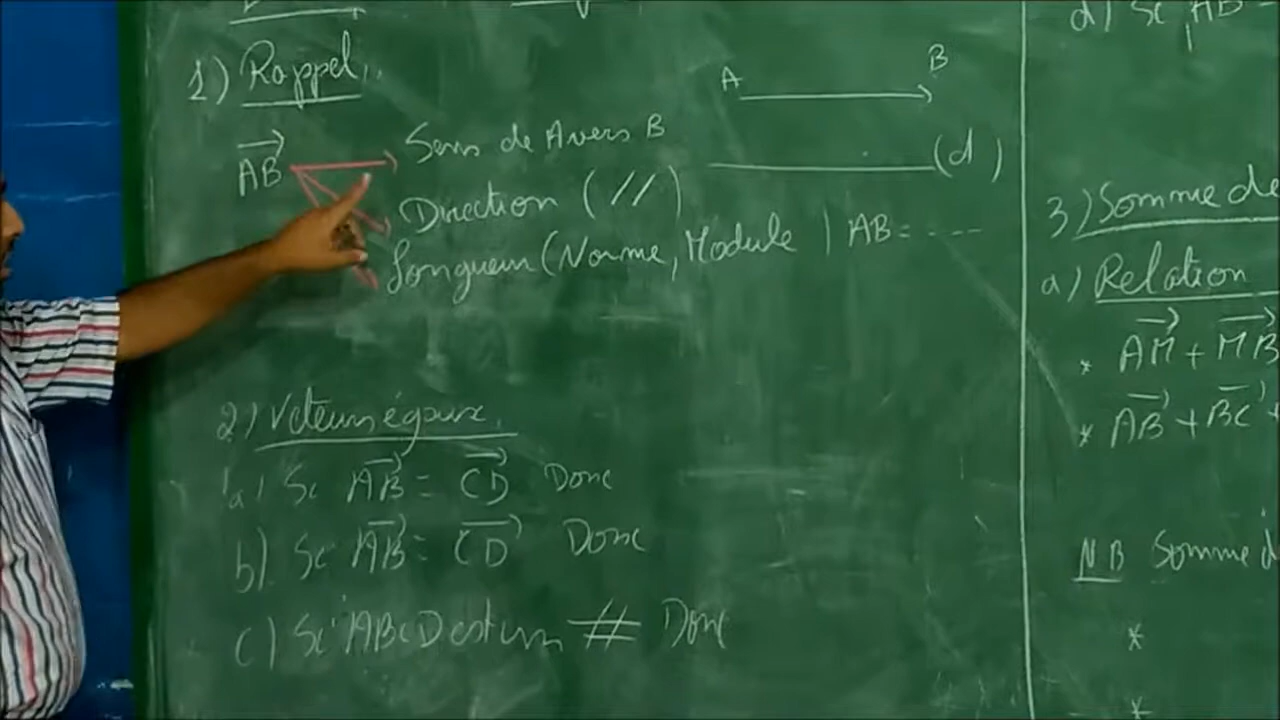 1) Rappel
A B
AB Sens de A vers B
(d)
Direction (//)
Longueur (Norme, Module) AB = ----
2) Vecteurs égaux
a) Si AB = CD Donc
b) Si AB = CD Donc
c) Si ABCD est un # Donc
d) Si AB =
3) Somme de
a) Relation
* AM + MB
* AB + BC +
NB Somme d
*
*